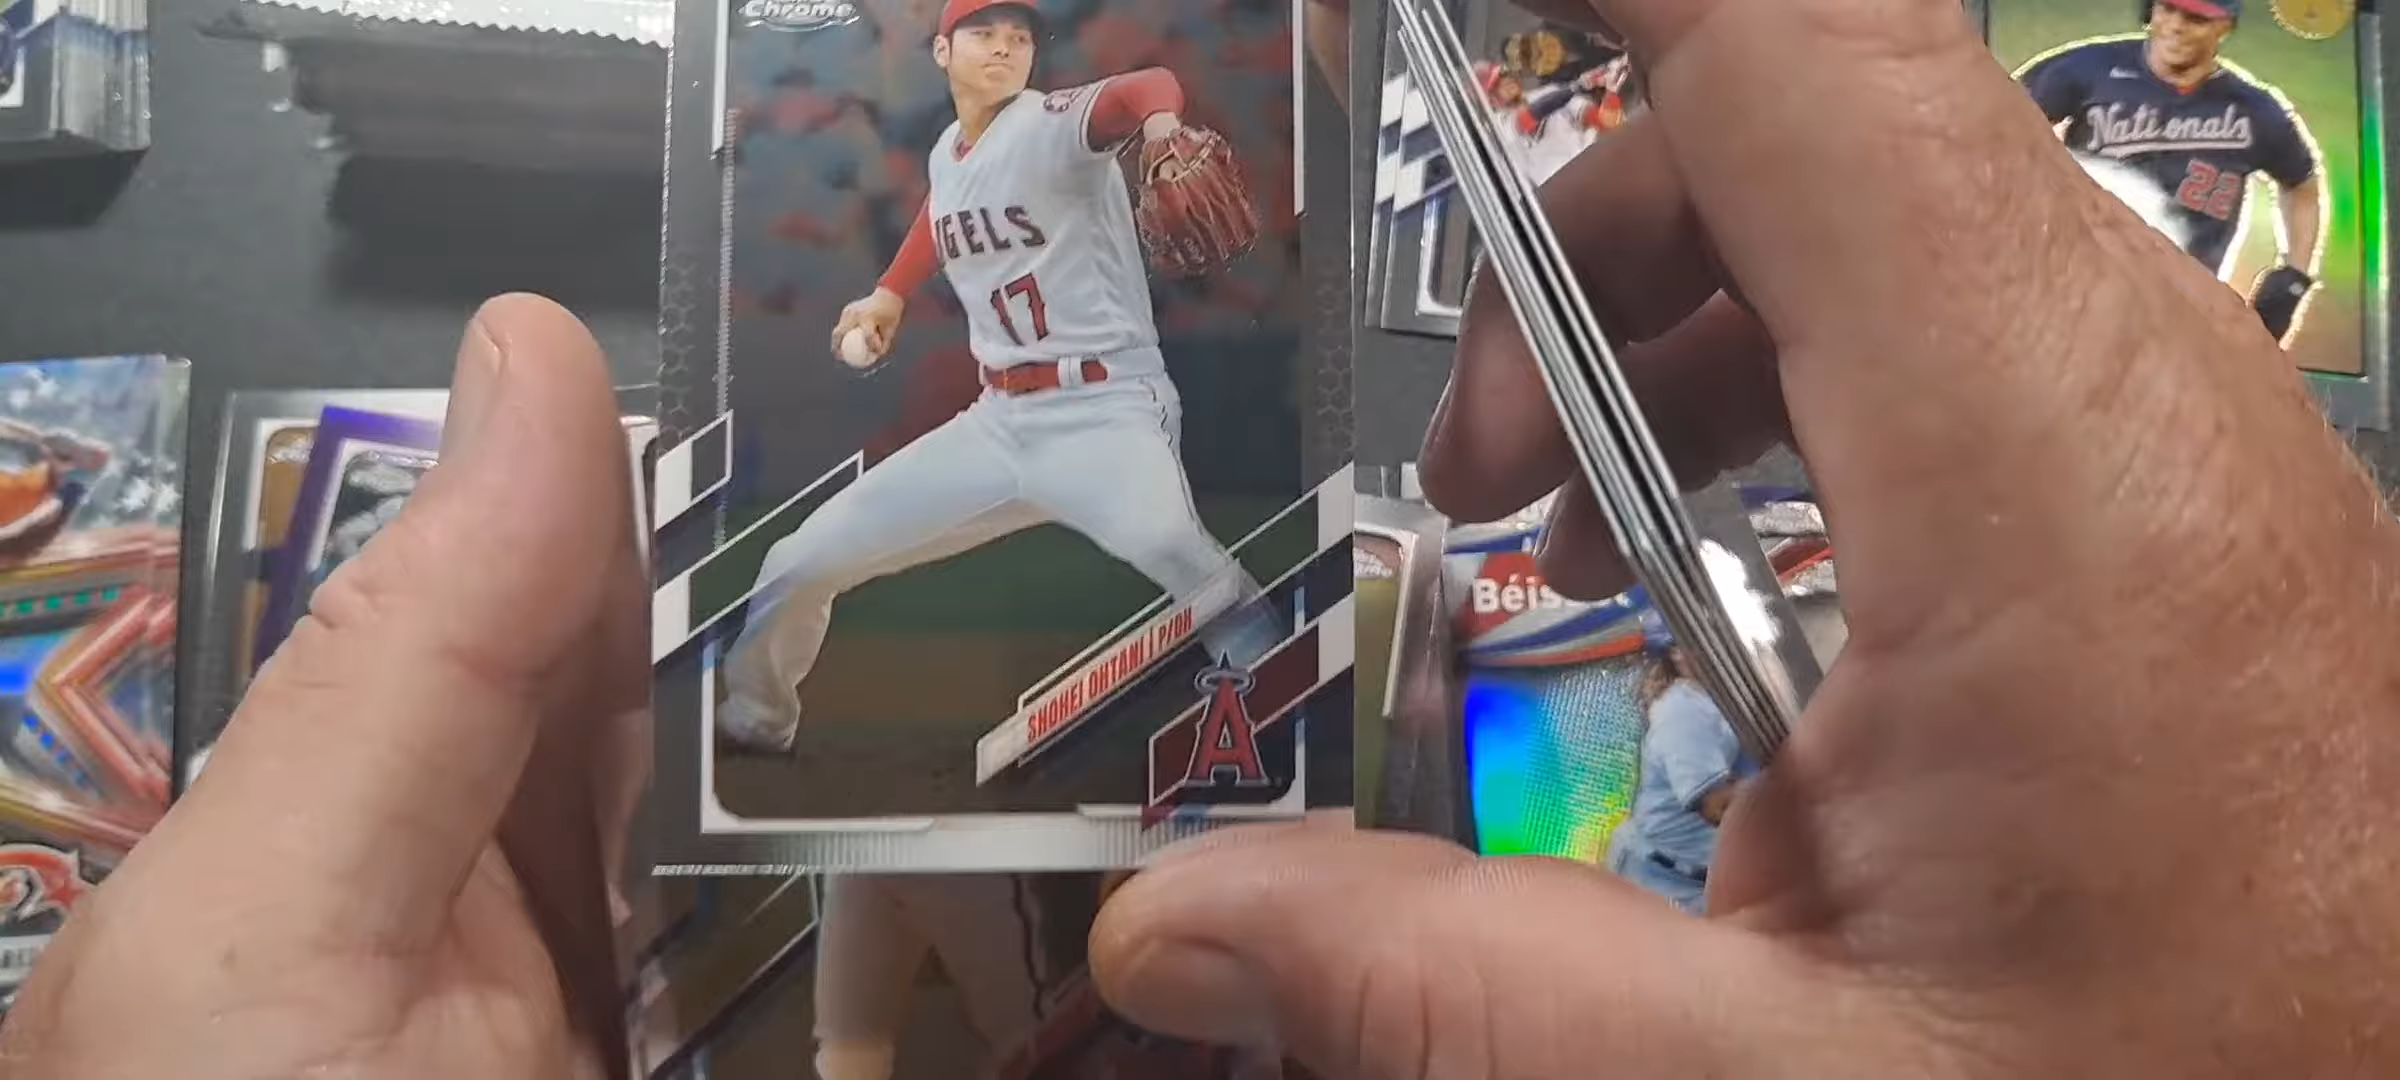 Chrome
Nationals
22
NGELS
17
Béis
SHOHEI OHTANI | P/DH
A